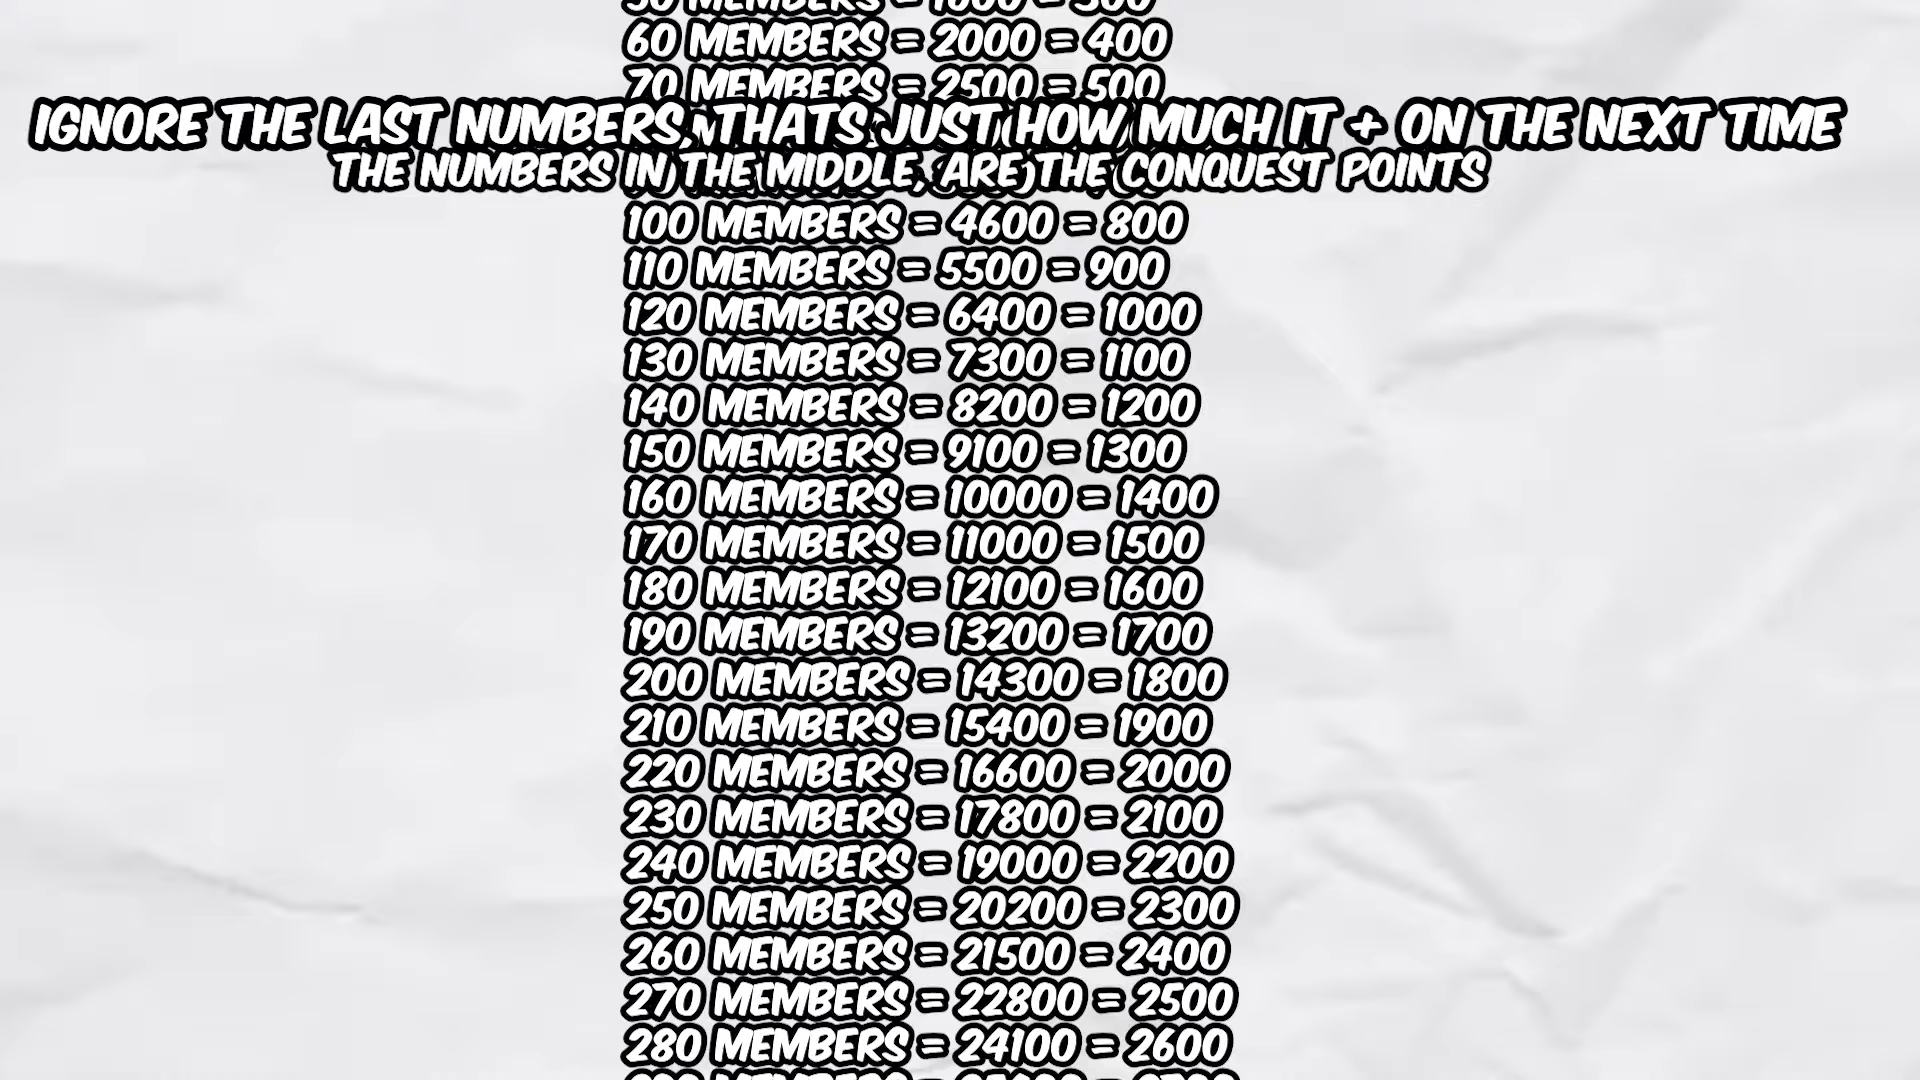 60 MEMBERS = 2000 = 400
70 MEMBERS = 2500 = 500
IGNORE THE LAST NUMBERS, THATS JUST HOW MUCH IT + ON THE NEXT TIME
THE NUMBERS IN THE MIDDLE, ARE THE CONQUEST POINTS
100 MEMBERS = 4600 = 800
110 MEMBERS = 5500 = 900
120 MEMBERS = 6400 = 1000
130 MEMBERS = 7300 = 1100
140 MEMBERS = 8200 = 1200
150 MEMBERS = 9100 = 1300
160 MEMBERS = 10000 = 1400
170 MEMBERS = 11000 = 1500
180 MEMBERS = 12100 = 1600
190 MEMBERS = 13200 = 1700
200 MEMBERS = 14300 = 1800
210 MEMBERS = 15400 = 1900
220 MEMBERS = 16600 = 2000
230 MEMBERS = 17800 = 2100
240 MEMBERS = 19000 = 2200
250 MEMBERS = 20200 = 2300
260 MEMBERS = 21500 = 2400
270 MEMBERS = 22800 = 2500
280 MEMBERS = 24100 = 2600